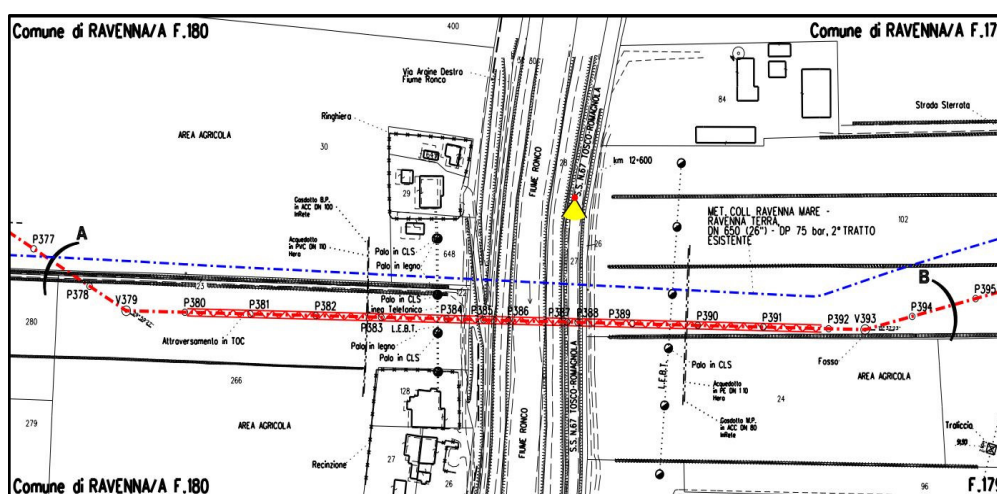 Comune di RAVENNA/A F.180
400
Comune di RAVENNA/A F.17
Via Argine Destro
Fiume Ronco
84
Strada Sterrata
AREA AGRICOLA
30
Ringhiera
647
29
FIUME RONCO
28
S.S. N.67 TOSCO-ROMAGNOLA
km 12+600
Gasdotto B.P.
in ACC DN 100
InRete
MET. COLL. RAVENNA MARE -
RAVENNA TERRA,
DN 650 (26") - DP 75 bar, 2° TRATTO
ESISTENTE
102
Acquedotto
in PVC DN 110
Hera
Palo in CLS
648
Palo in legno
26
27
P377
A
P378
V379
23
P380
P381
P382
P383
Palo in CLS
Linea Telefonica
P384
P385
P386
P387
P388
P389
P390
P391
P392
V393
P394
P395
B
280
Attraversamento in TOC
L.E.B.T.
Palo in legno
Palo in CLS
Fosso
AREA AGRICOLA
266
128
L.E.B.T.
Palo in CLS
Acquedotto
in PE DN 110
Hera
24
279
AREA AGRICOLA
FIUME RONCO
S.S. N.67 TOSCO-ROMAGNOLA
Gasdotto M.P.
in ACC DN 80
InRete
Traliccio
Recinzione
27
26
96
Comune di RAVENNA/A F.180
F.179